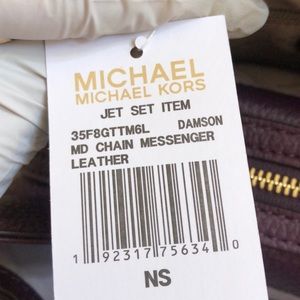 MICHAEL
MICHAEL KORS
JET SET ITEM
35F8GTTM6L DAMSON
MD CHAIN MESSENGER
LEATHER
1 92317 75634 0
NS